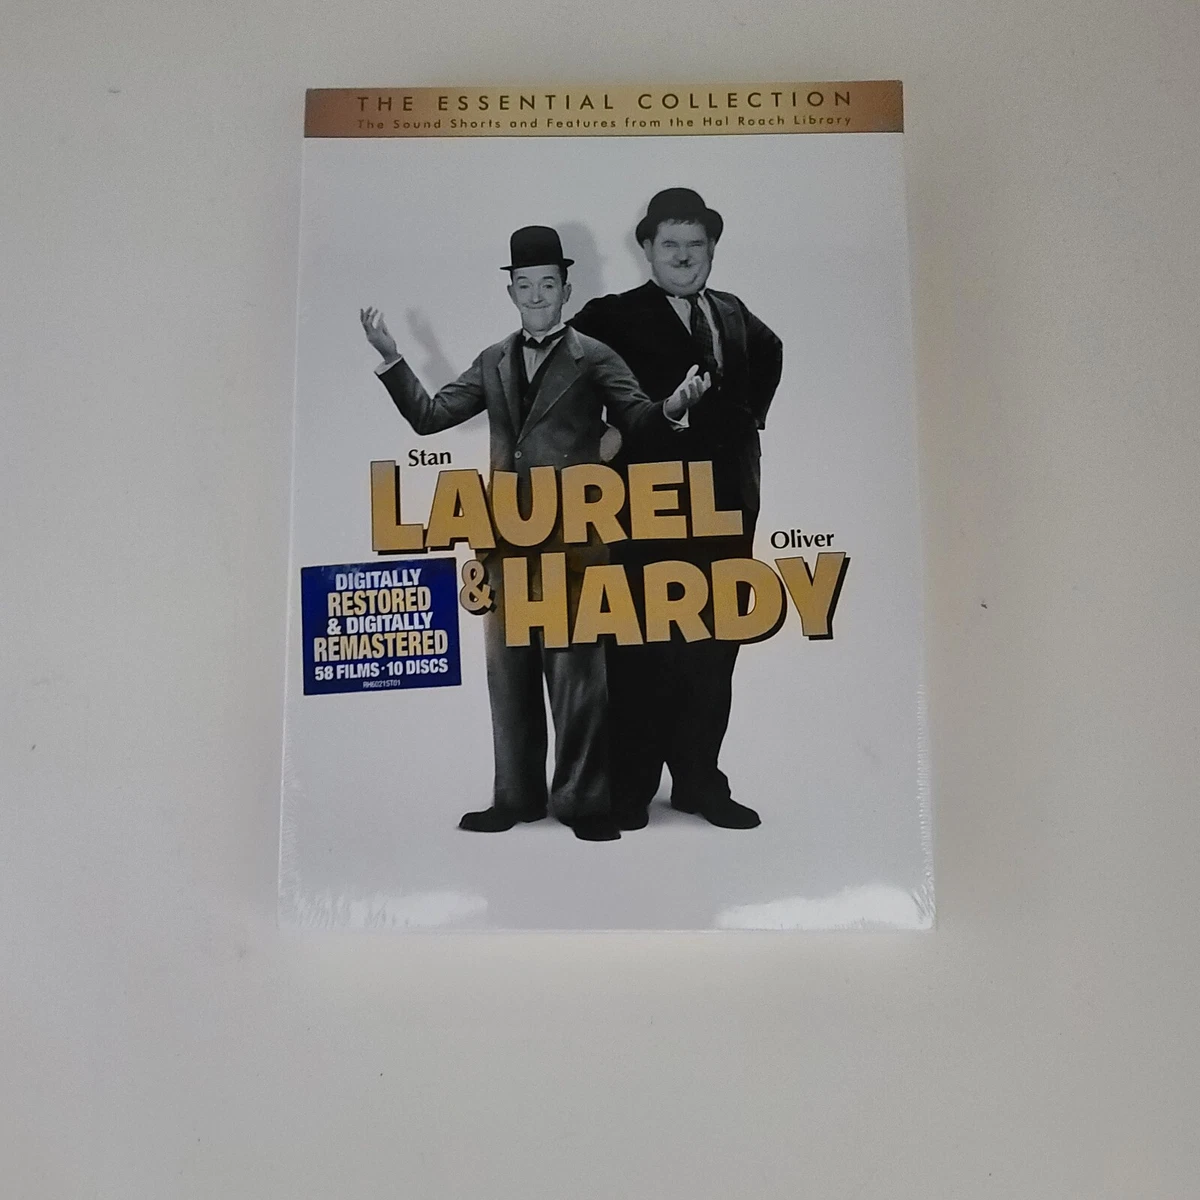 THE ESSENTIAL COLLECTION
The Sound Shorts and Features from the Hal Roach Library
Stan
LAUREL
Oliver
& HARDY
DIGITALLY
RESTORED
& DIGITALLY
REMASTERED
58 FILMS · 10 DISCS
RH6021ST01